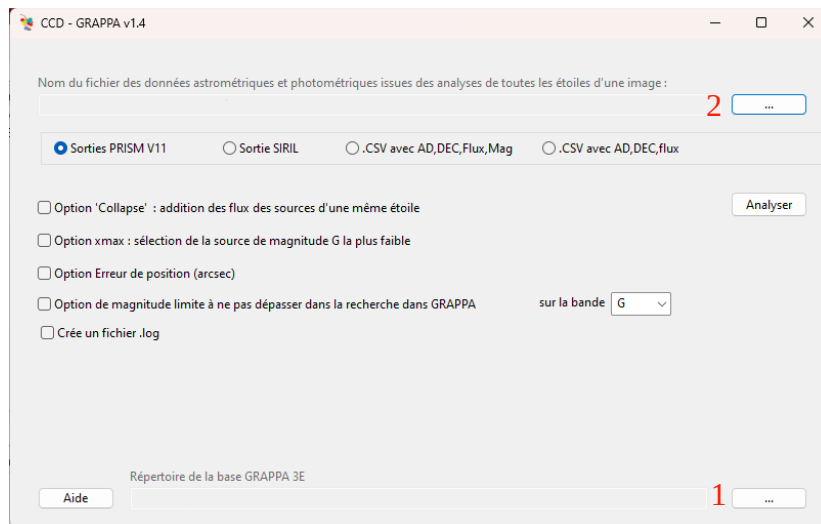 CCD - GRAPPA v1.4
Nom du fichier des données astrométriques et photométriques issues des analyses de toutes les étoiles d'une image :
2 ...
Sorties PRISM V11 Sortie SIRIL .CSV avec AD,DEC,Flux,Mag .CSV avec AD,DEC,flux
Option 'Collapse' : addition des flux des sources d'une même étoile Analyser
Option xmax : sélection de la source de magnitude G la plus faible
Option Erreur de position (arcsec)
Option de magnitude limite à ne pas dépasser dans la recherche dans GRAPPA sur la bande G
Crée un fichier .log
Répertoire de la base GRAPPA 3E
Aide 1 ...